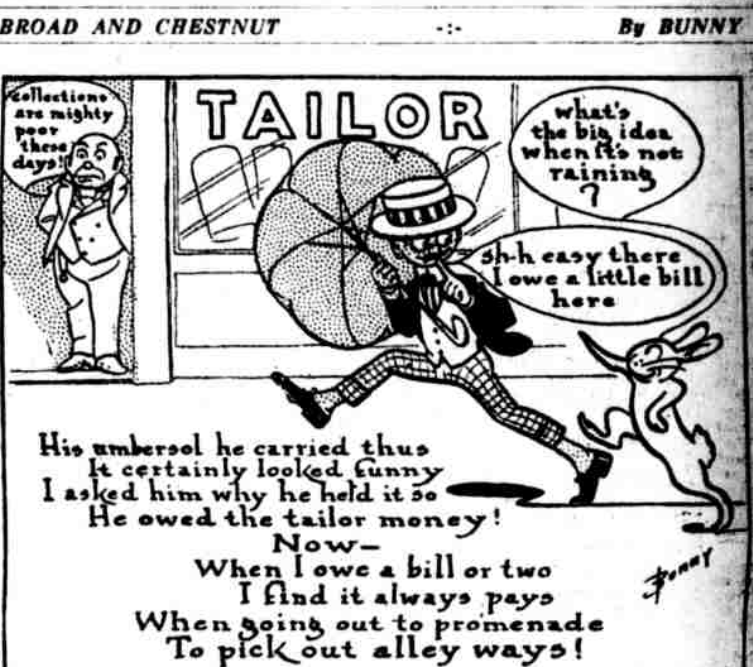 BROAD AND CHESTNUT -:- By BUNNY
collections
are mighty
poor
these
days!
TAILOR
what's
the big idea
when it's not
raining
?
sh-h easy there
I owe a little bill
here
His umbersol he carried thus
It certainly looked funny
I asked him why he held it so
He owed the tailor money!
Now—
When I owe a bill or two
I find it always pays
When going out to promenade
To pick out alley ways!
Bunny